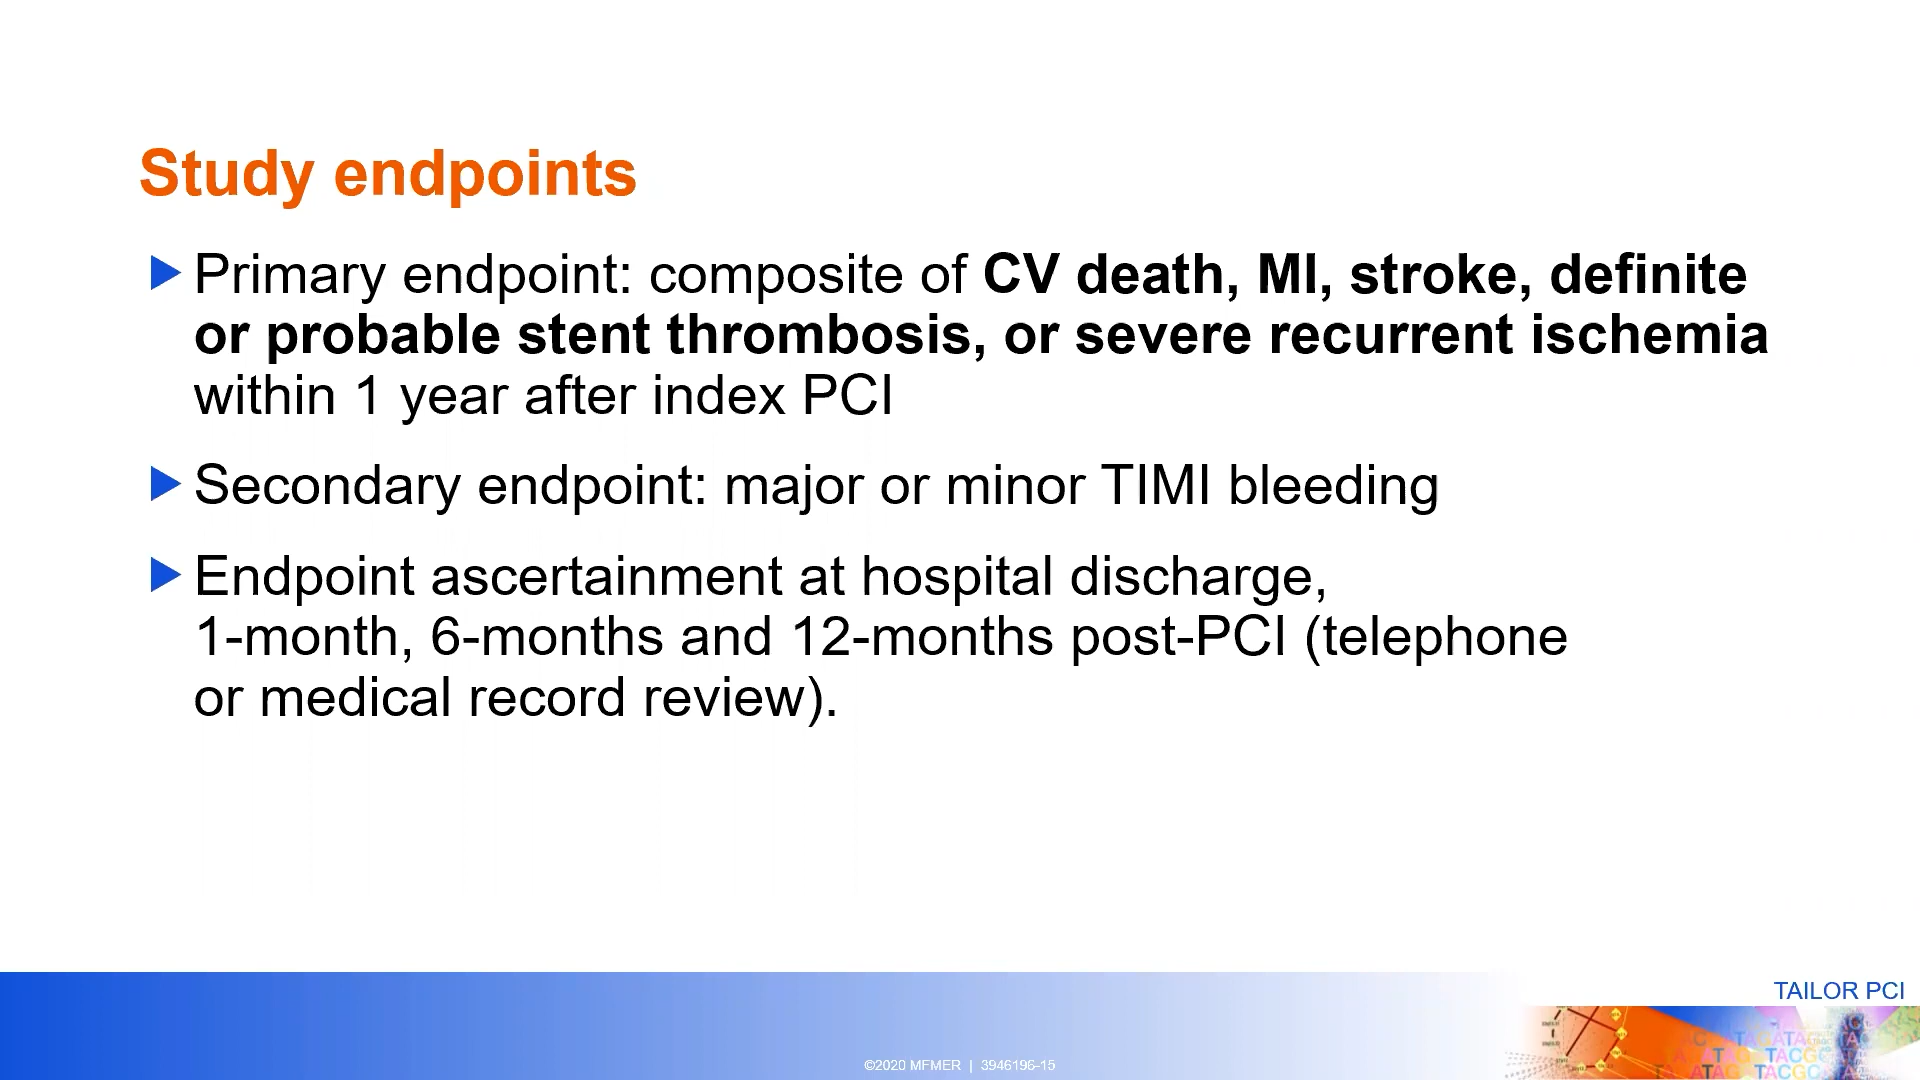 Study endpoints
Primary endpoint: composite of CV death, MI, stroke, definite
or probable stent thrombosis, or severe recurrent ischemia
within 1 year after index PCI
Secondary endpoint: major or minor TIMI bleeding
Endpoint ascertainment at hospital discharge,
1-month, 6-months and 12-months post-PCI (telephone
or medical record review).
TAILOR PCI
©2020 MFMER | 3946196-15